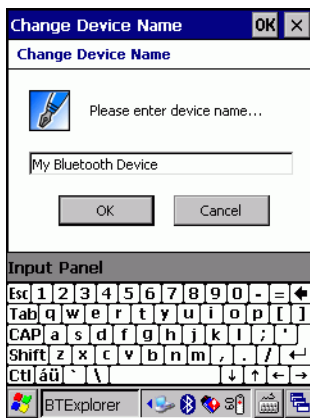 Change Device Name OK ×
Change Device Name
Please enter device name...
My Bluetooth Device
OK Cancel
Input Panel
Esc 1 2 3 4 5 6 7 8 9 0 - = ←
Tab q w e r t y u i o p [ ]
CAP a s d f g h j k l ; '
Shift z x c v b n m , . / ↵
Ctl áü ` \ ↓ ↑ ← →
BTExplorer